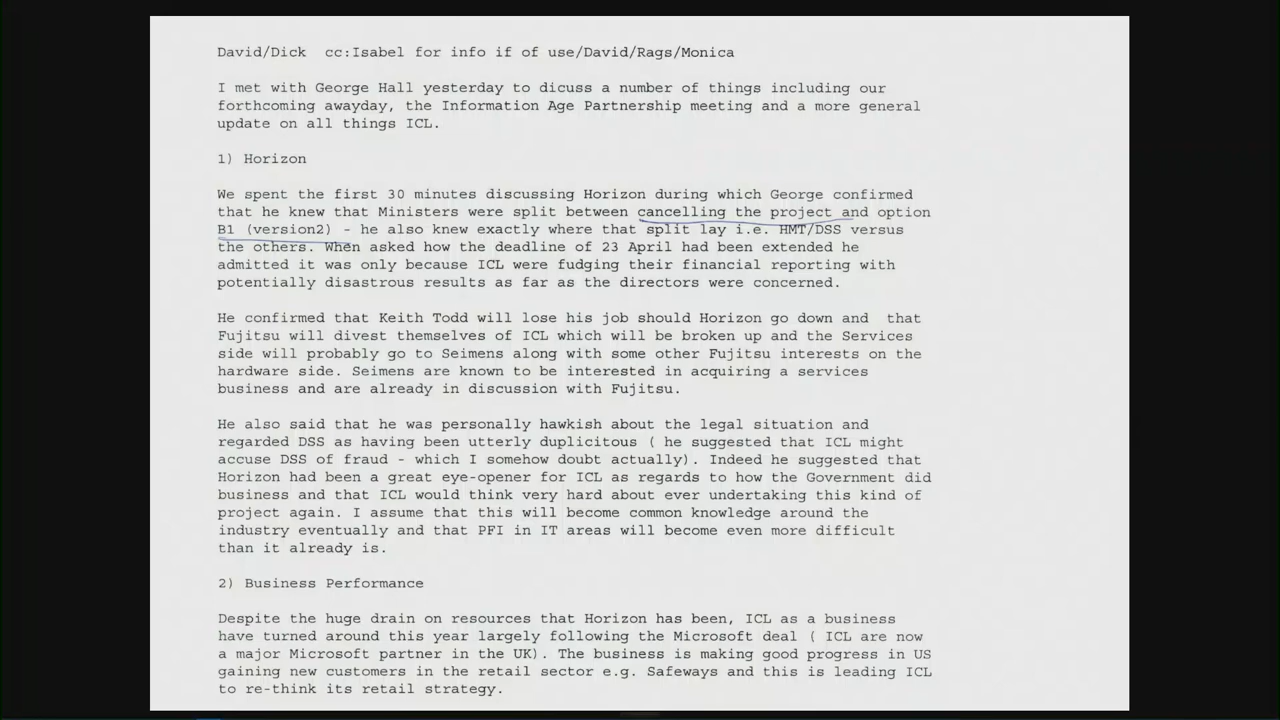 David/Dick  cc:Isabel for info if of use/David/Rags/Monica
I met with George Hall yesterday to dicuss a number of things including our
forthcoming awayday, the Information Age Partnership meeting and a more general
update on all things ICL.
1) Horizon
We spent the first 30 minutes discussing Horizon during which George confirmed
that he knew that Ministers were split between cancelling the project and option
B1 (version2) - he also knew exactly where that split lay i.e. HMT/DSS versus
the others. When asked how the deadline of 23 April had been extended he
admitted it was only because ICL were fudging their financial reporting with
potentially disastrous results as far as the directors were concerned.
He confirmed that Keith Todd will lose his job should Horizon go down and  that
Fujitsu will divest themselves of ICL which will be broken up and the Services
side will probably go to Seimens along with some other Fujitsu interests on the
hardware side. Seimens are known to be interested in acquiring a services
business and are already in discussion with Fujitsu.
He also said that he was personally hawkish about the legal situation and
regarded DSS as having been utterly duplicitous ( he suggested that ICL might
accuse DSS of fraud - which I somehow doubt actually). Indeed he suggested that
Horizon had been a great eye-opener for ICL as regards to how the Government did
business and that ICL would think very hard about ever undertaking this kind of
project again. I assume that this will become common knowledge around the
industry eventually and that PFI in IT areas will become even more difficult
than it already is.
2) Business Performance
Despite the huge drain on resources that Horizon has been, ICL as a business
have turned around this year largely following the Microsoft deal ( ICL are now
a major Microsoft partner in the UK). The business is making good progress in US
gaining new customers in the retail sector e.g. Safeways and this is leading ICL
to re-think its retail strategy.